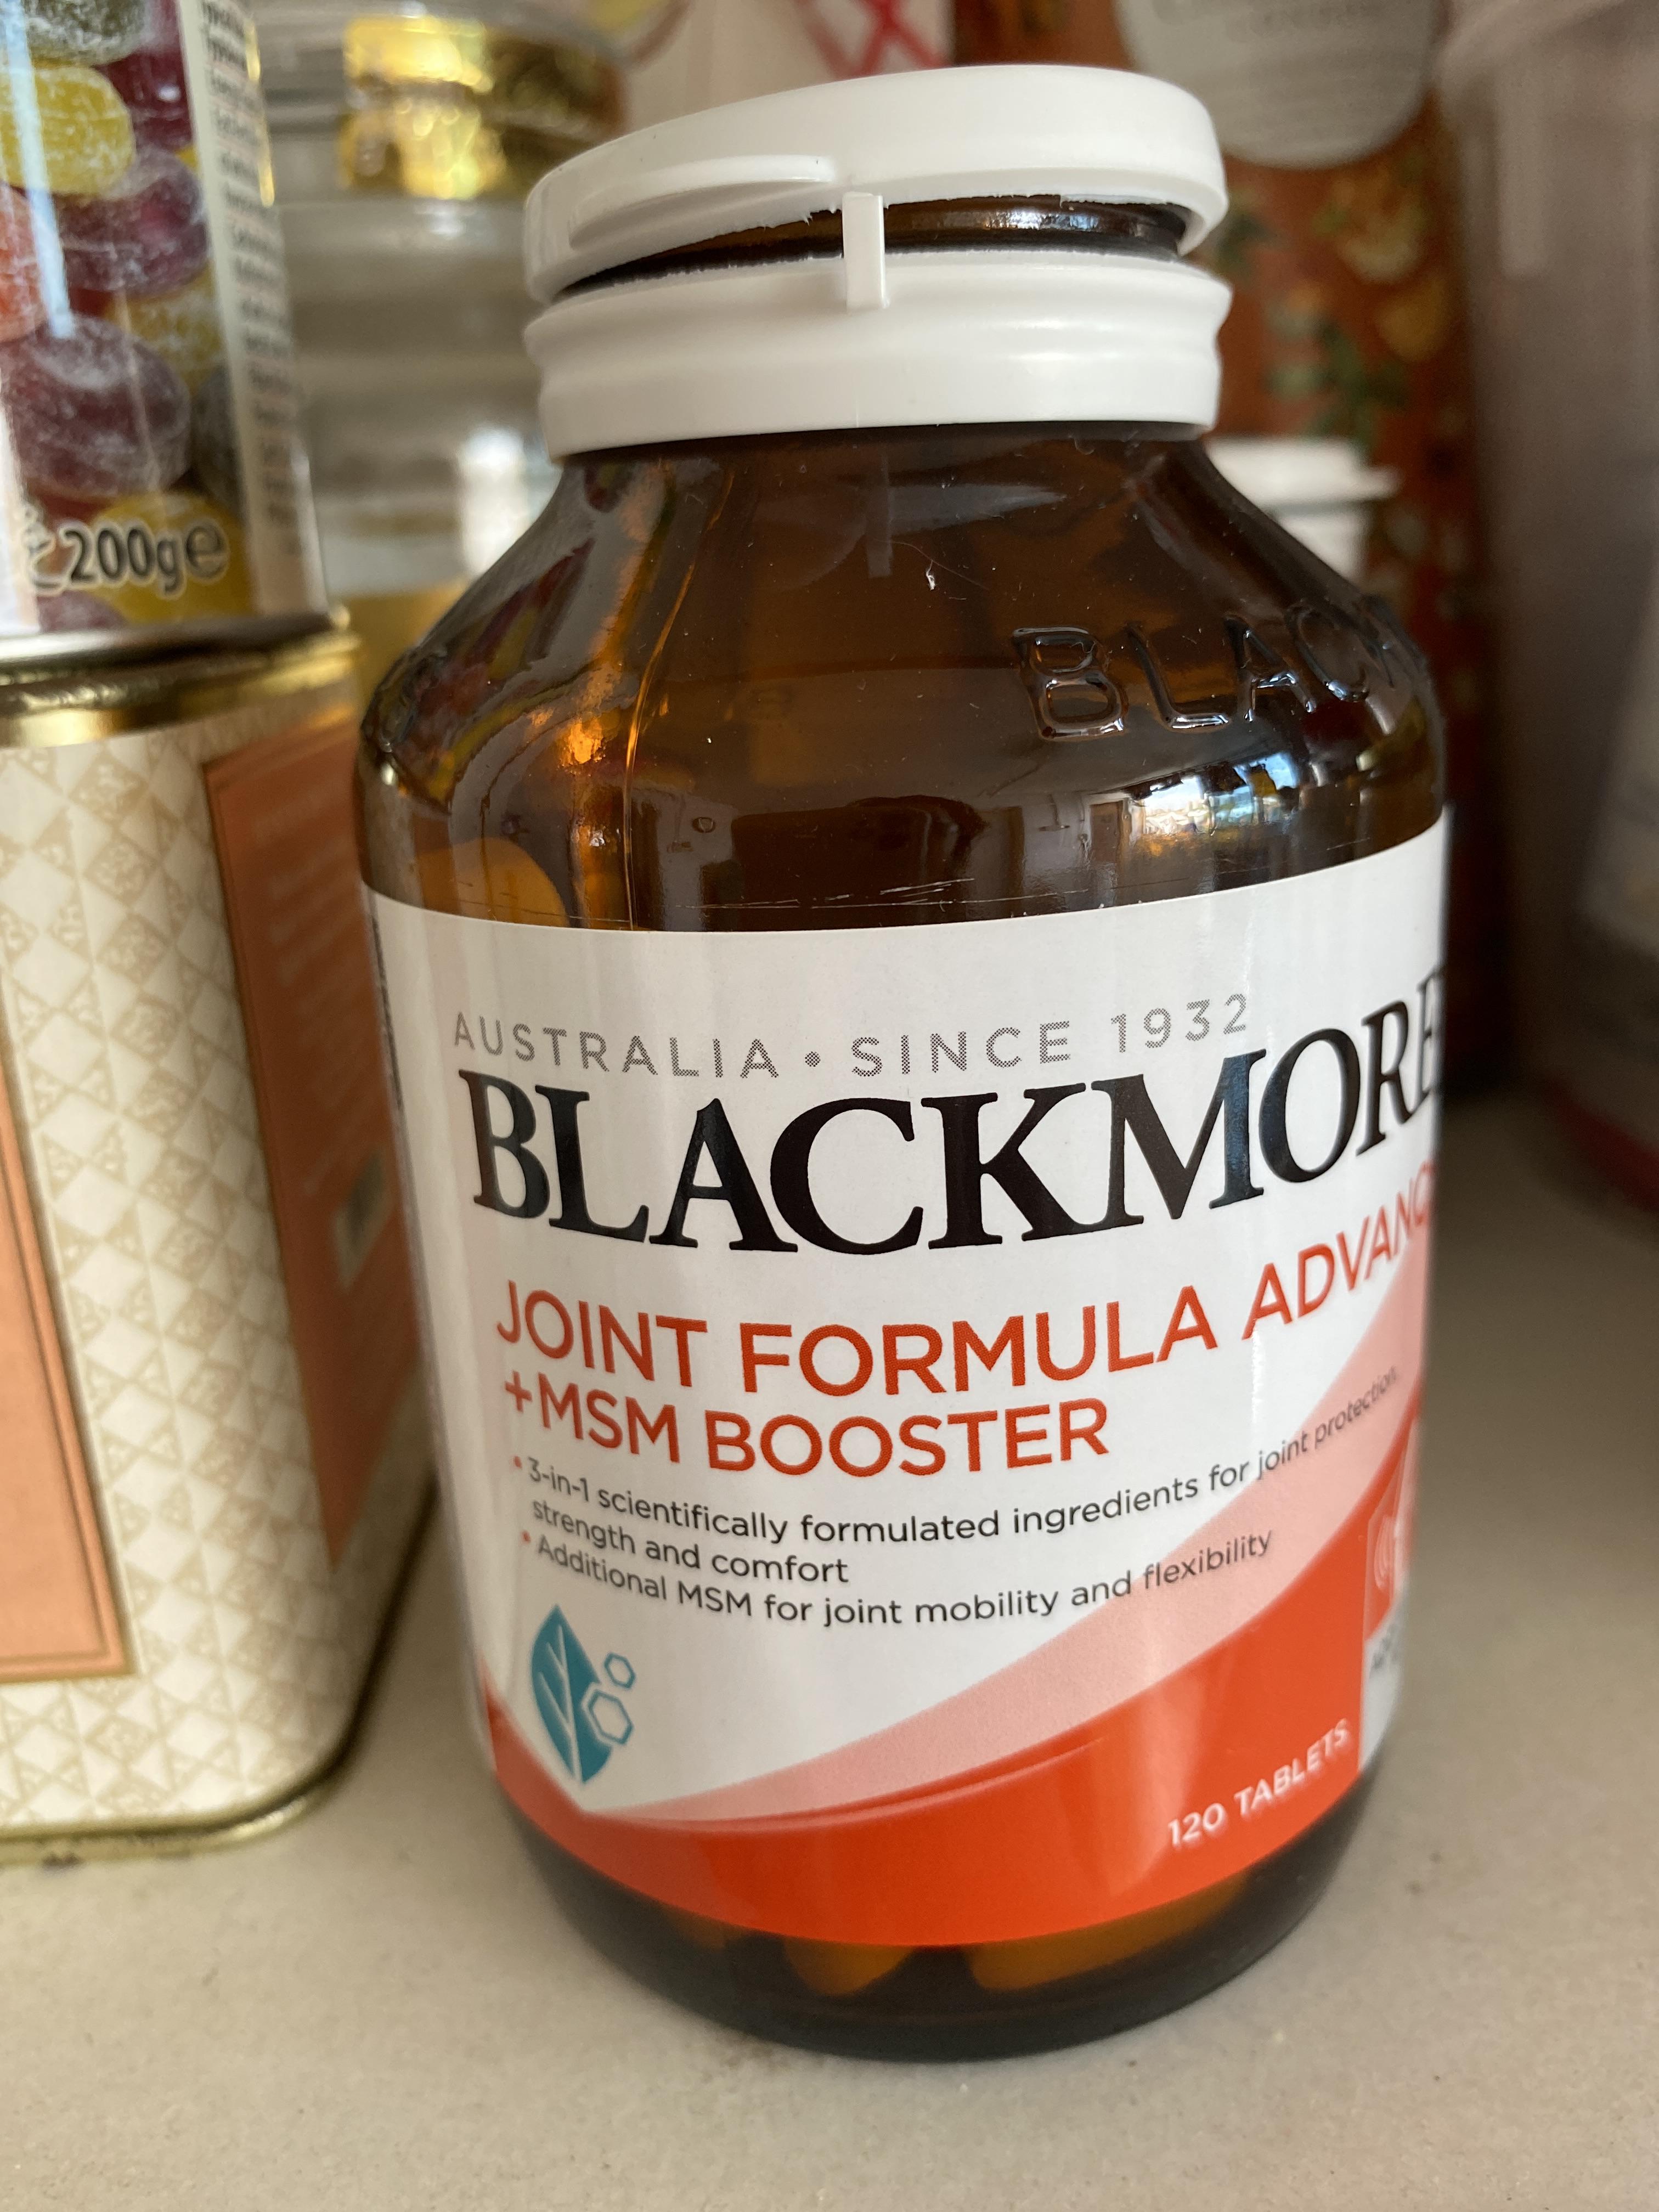 200g℮
BLACK
AUSTRALIA • SINCE 1932
BLACKMORE
JOINT FORMULA ADVANC
+MSM BOOSTER
• 3-in-1 scientifically formulated ingredients for joint protection,
strength and comfort
• Additional MSM for joint mobility and flexibility
120 TABLETS